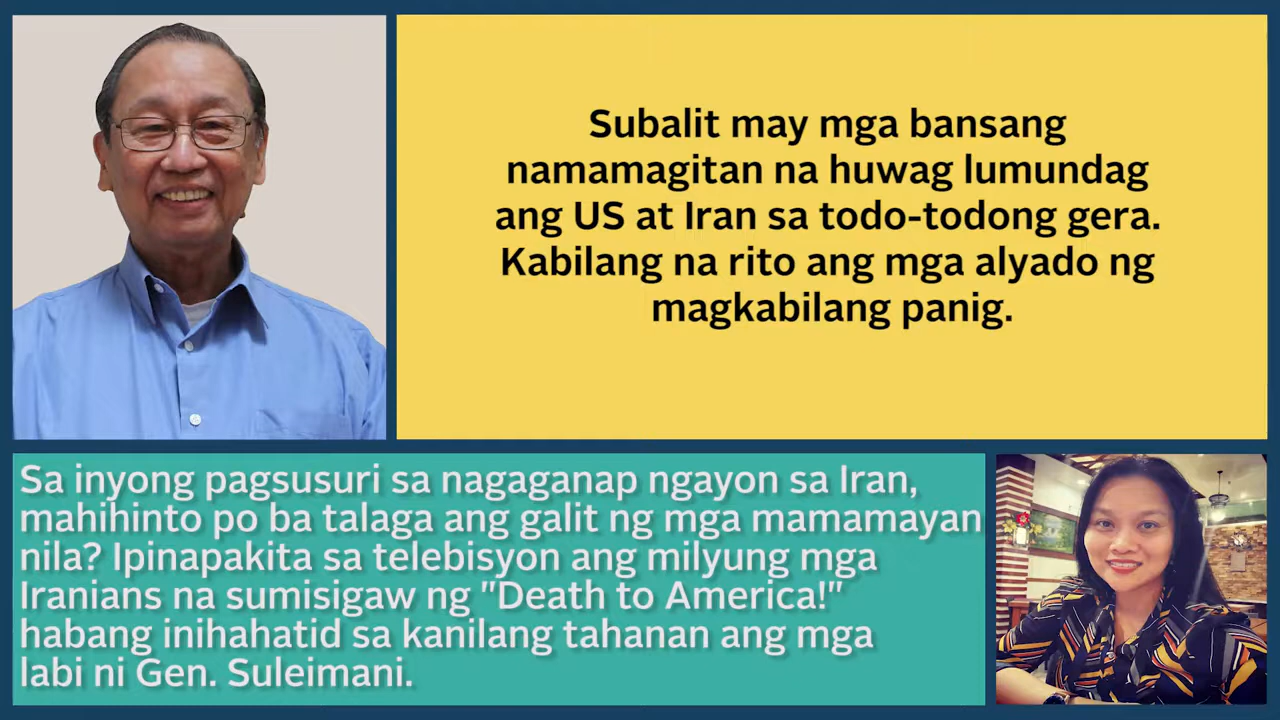 Subalit may mga bansang
namamagitan na huwag lumundag
ang US at Iran sa todo-todong gera.
Kabilang na rito ang mga alyado ng
magkabilang panig.
Sa inyong pagsusuri sa nagaganap ngayon sa Iran,
mahihinto po ba talaga ang galit ng mga mamamayan
nila? Ipinapakita sa telebisyon ang milyung mga
Iranians na sumisigaw ng "Death to America!"
habang inihahatid sa kanilang tahanan ang mga
labi ni Gen. Suleimani.